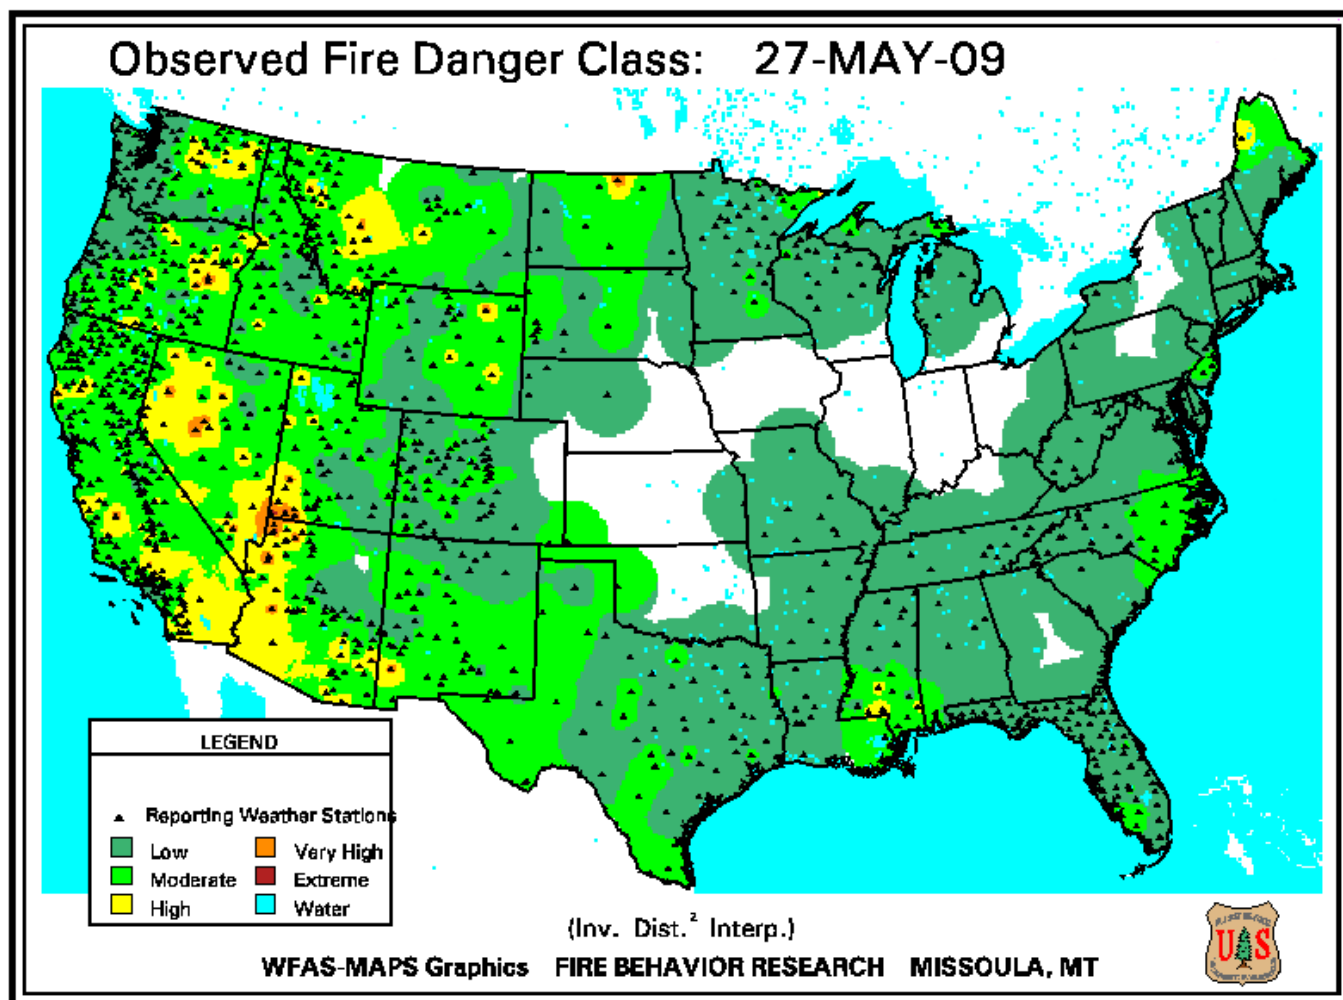 Observed Fire Danger Class: 27-MAY-09
LEGEND
Reporting Weather Stations
Low
Very High
Moderate
Extreme
High
Water
(Inv. Dist.² Interp.)
WFAS-MAPS Graphics FIRE BEHAVIOR RESEARCH MISSOULA, MT
US